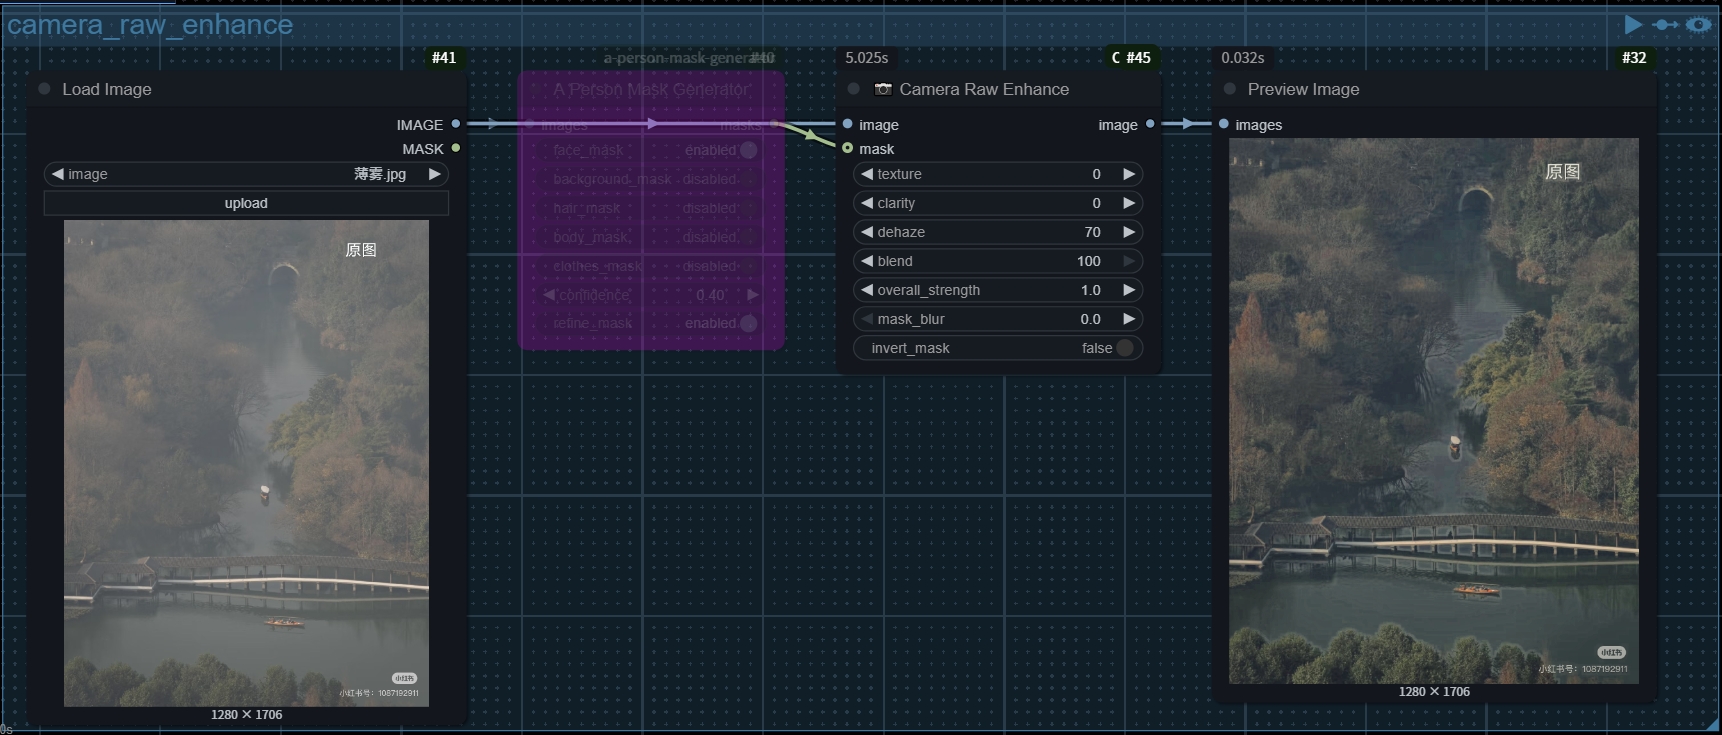 camera_raw_enhance
#41
Load Image
IMAGE
MASK
image 薄雾.jpg
upload
原图
小红书
小红书号：1087192911
1280 × 1706
a-person-mask-generator #40
A Person Mask Generator
images masks
face_mask enabled
background_mask disabled
hair_mask disabled
body_mask disabled
clothes_mask disabled
confidence 0.40
refine_mask enabled
5.025s C #45
📷 Camera Raw Enhance
image image
mask
texture 0
clarity 0
dehaze 70
blend 100
overall_strength 1.0
mask_blur 0.0
invert_mask false
0.032s #32
Preview Image
images
原图
小红书
小红书号：1087192911
1280 × 1706
0s